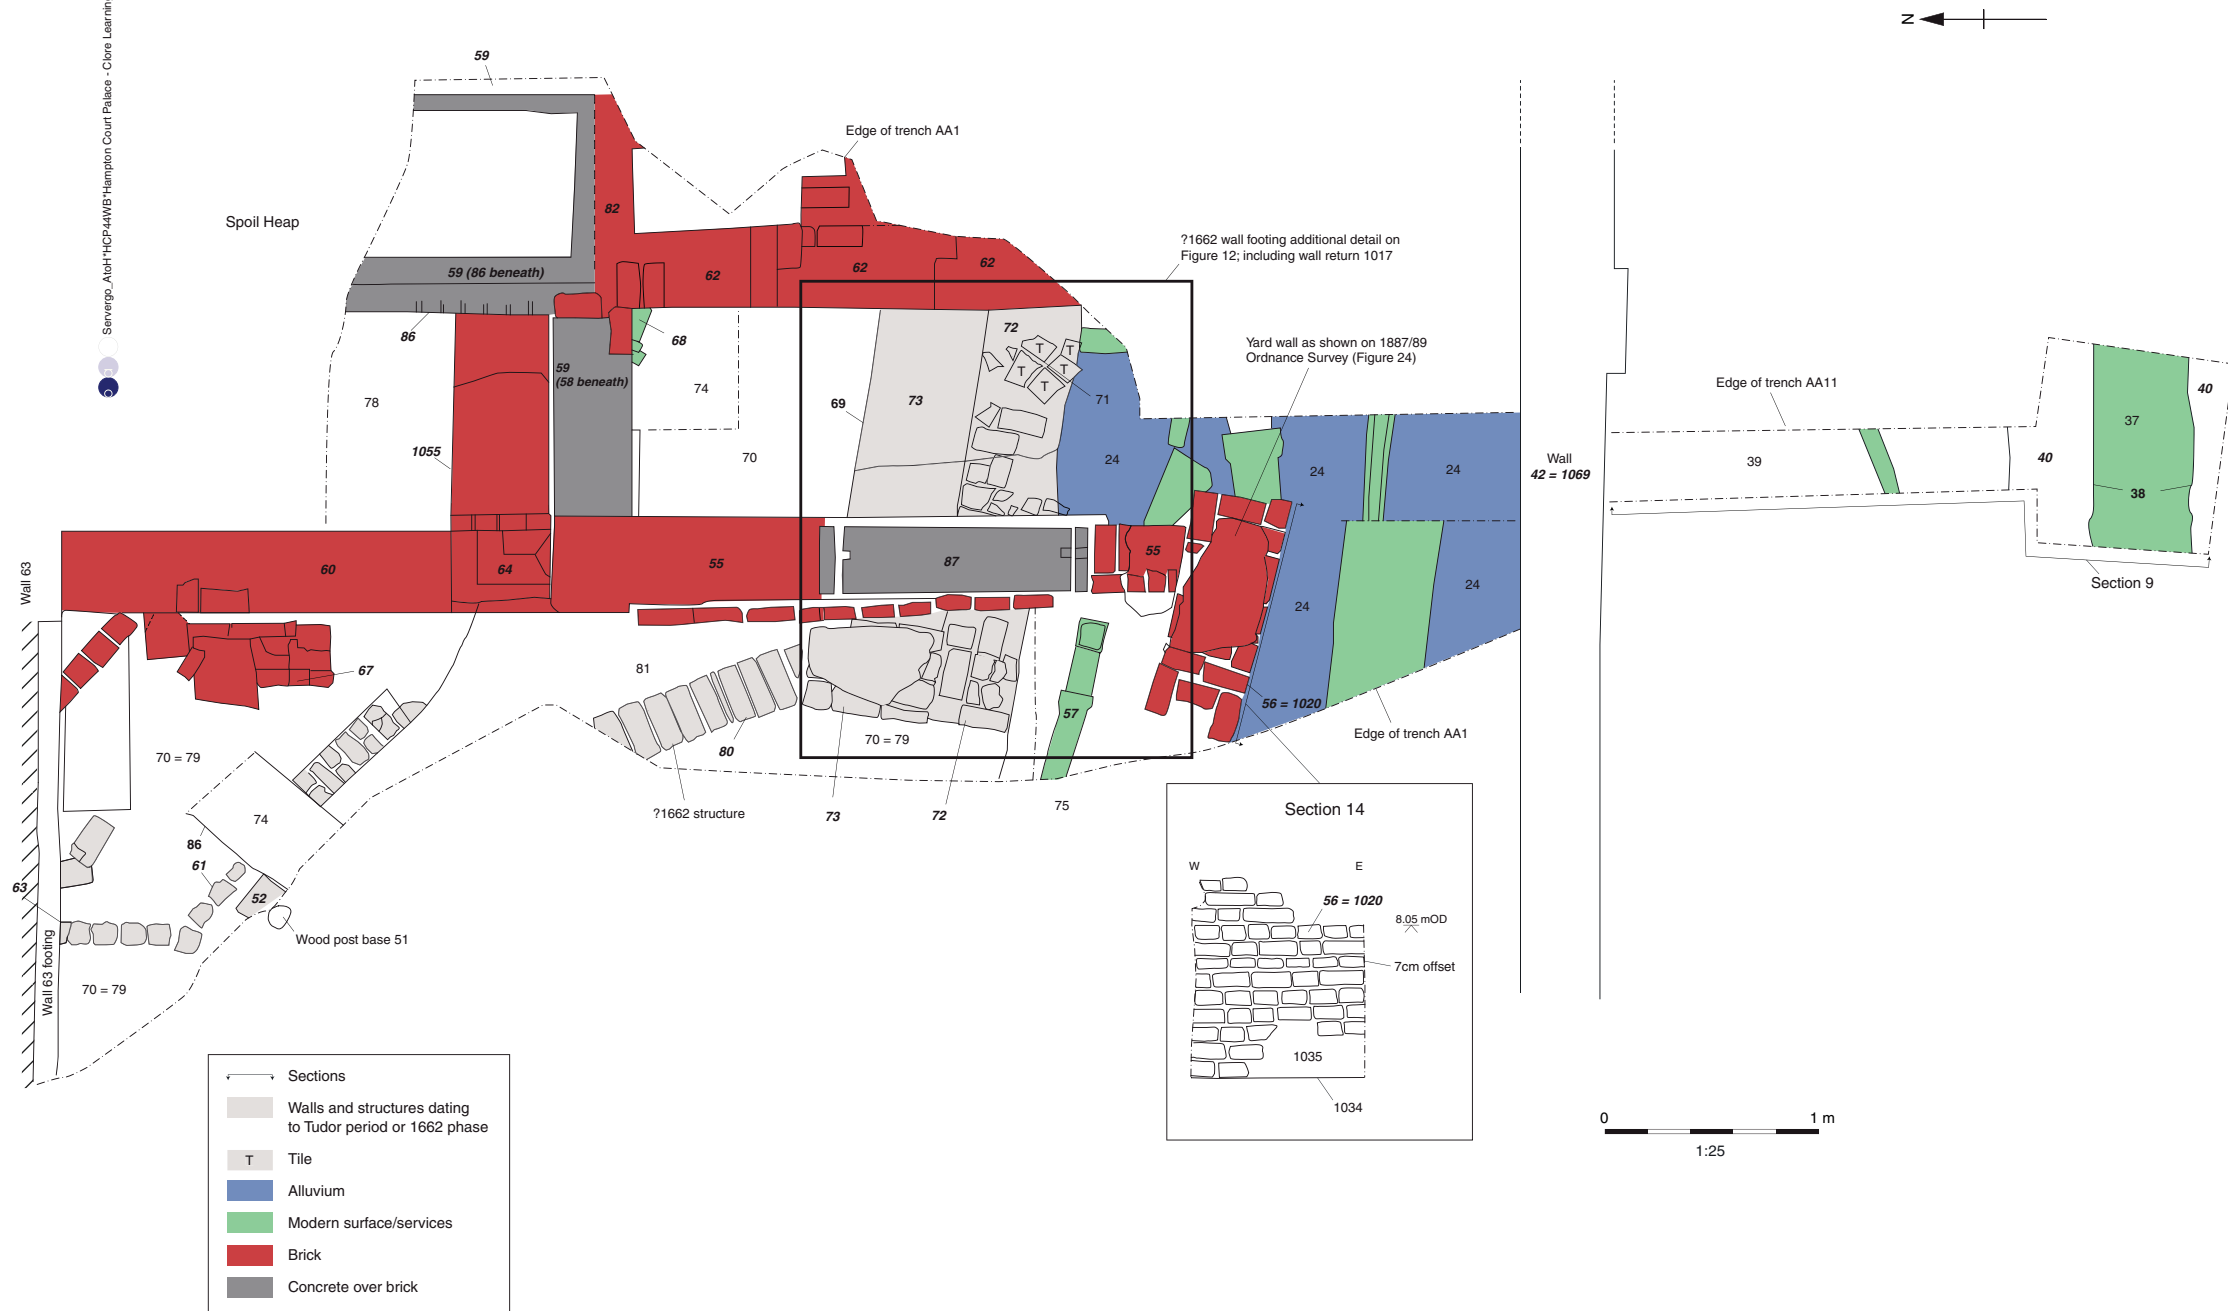 Servergo_AtoH*HCP44WB*Hampton Court Palace - Clore Learning
N
59
Edge of trench AA1
82
Spoil Heap
?1662 wall footing additional detail on
Figure 12; including wall return 1017
59 (86 beneath)
62
62
62
86
68
72
T
T
T
T
T
Yard wall as shown on 1887/89
Ordnance Survey (Figure 24)
59
(58 beneath)
78
74
69
73
71
Edge of trench AA11
40
37
1055
70
24
24
24
Wall
42 = 1069
39
40
38
Wall 63
60
64
55
87
55
24
24
Section 9
67
81
80
70 = 79
57
56 = 1020
Edge of trench AA1
70 = 79
?1662 structure
73
72
75
74
86
61
52
63
Wood post base 51
Wall 63 footing
70 = 79
Section 14
W
E
56 = 1020
8.05 mOD
7cm offset
1035
1034
Sections
Walls and structures dating
to Tudor period or 1662 phase
T
Tile
Alluvium
Modern surface/services
Brick
Concrete over brick
0
1 m
1:25